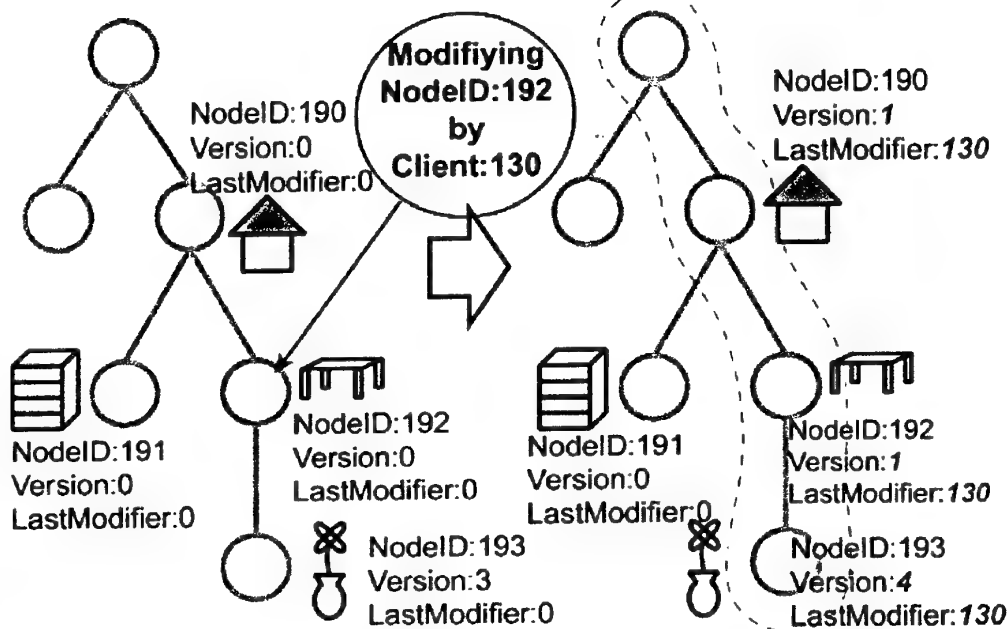 Modifiying
NodeID:192
by
Client:130
NodeID:190
Version:0
LastModifier:0
NodeID:191
Version:0
LastModifier:0
NodeID:192
Version:0
LastModifier:0
NodeID:193
Version:3
LastModifier:0
NodeID:190
Version:1
LastModifier:130
NodeID:191
Version:0
LastModifier:0
NodeID:192
Version:1
LastModifier:130
NodeID:193
Version:4
LastModifier:130